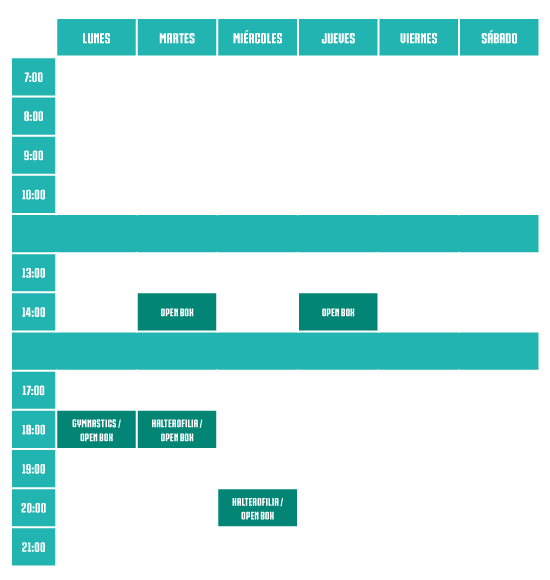 LUNES MARTES MIÉRCOLES JUEVES VIERNES SÁBADO
7:00
8:00
9:00
10:00
13:00
14:00 OPEN BOX OPEN BOX
17:00
18:00
GYMNASTICS / HALTEROFILIA /
OPEN BOX OPEN BOX
19:00
20:00
HALTEROFILIA /
OPEN BOX
21:00